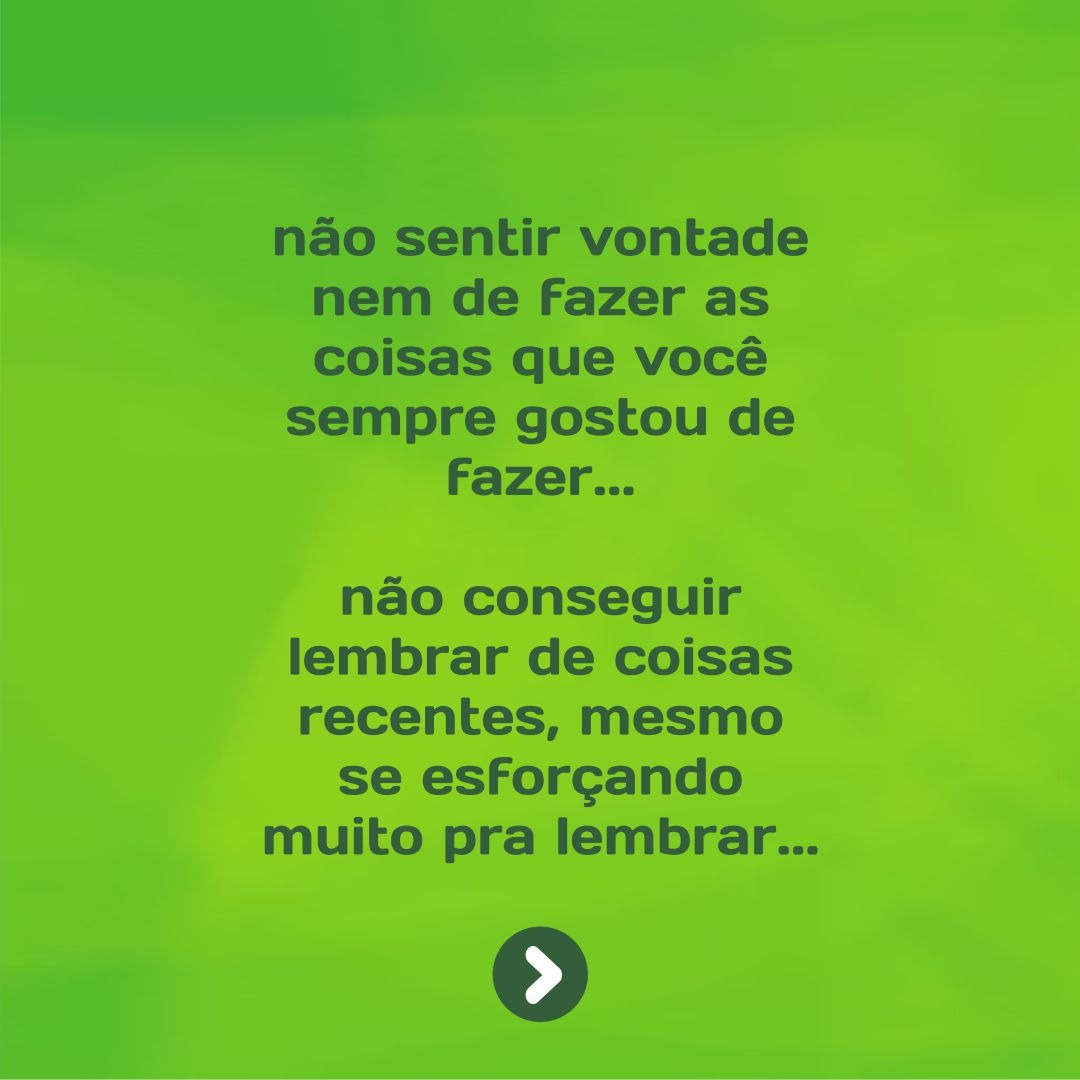 não sentir vontade
nem de fazer as
coisas que você
sempre gostou de
fazer...
não conseguir
lembrar de coisas
recentes, mesmo
se esforçando
muito pra lembrar...